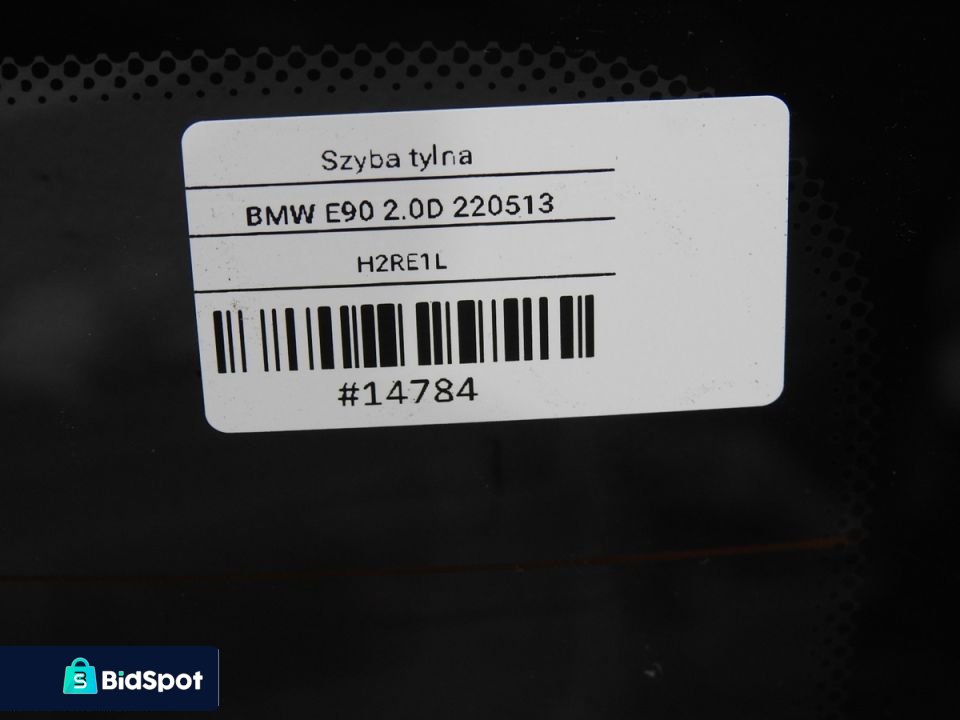 Szyba tylna
BMW E90 2.0D 220513
H2RE1L
#14784
BidSpot